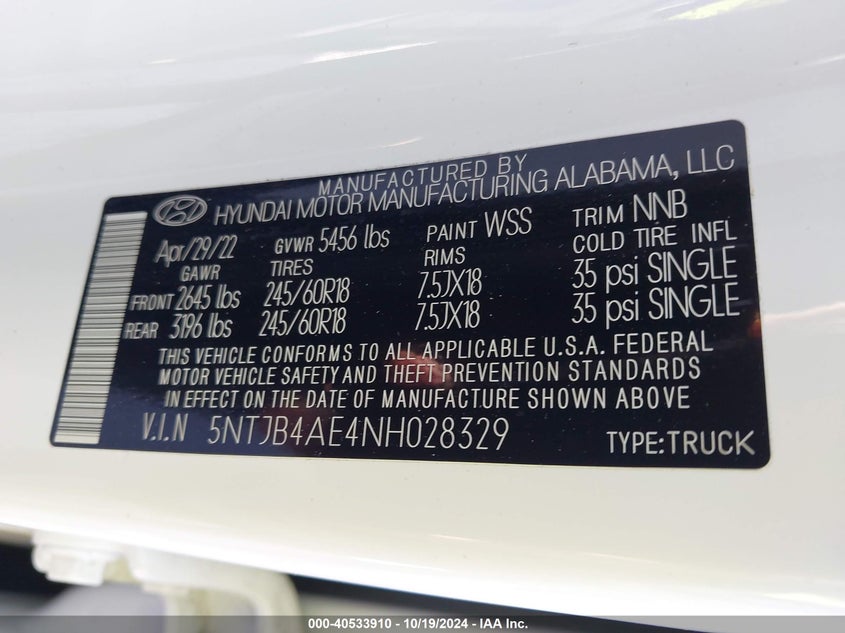 MANUFACTURED BY
HYUNDAI MOTOR MANUFACTURING ALABAMA, LLC
Apr/29/22 GVWR 5456 lbs PAINT WSS TRIM NNB
GAWR TIRES RIMS COLD TIRE INFL
FRONT 2645 lbs 245/60R18 7.5JX18 35 psi SINGLE
REAR 3196 lbs 245/60R18 7.5JX18 35 psi SINGLE
THIS VEHICLE CONFORMS TO ALL APPLICABLE U.S.A. FEDERAL
MOTOR VEHICLE SAFETY AND THEFT PREVENTION STANDARDS
IN EFFECT ON THE DATE OF MANUFACTURE SHOWN ABOVE
V.I.N 5NTJB4AE4NH028329 TYPE:TRUCK
000-40533910 - 10/19/2024 - IAA Inc.